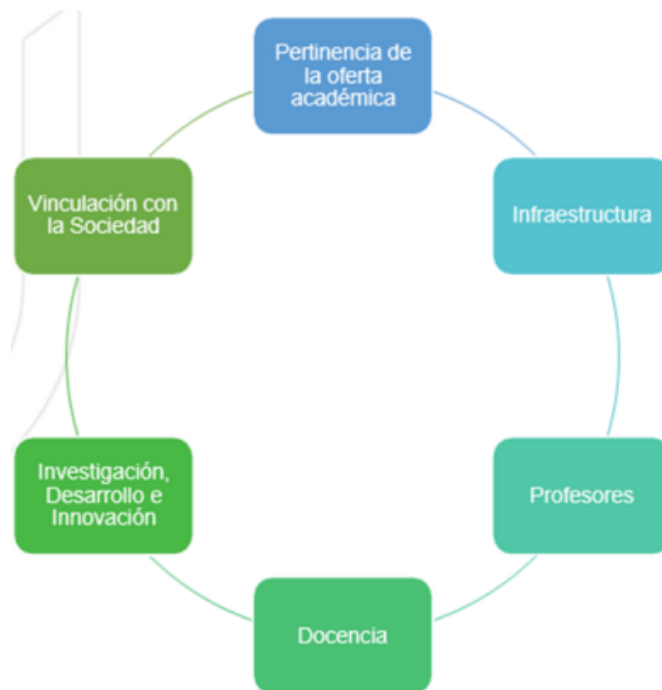 Pertinencia de
la oferta
académica
Infraestructura
Profesores
Docencia
Investigación,
Desarrollo e
Innovación
Vinculación con
la Sociedad